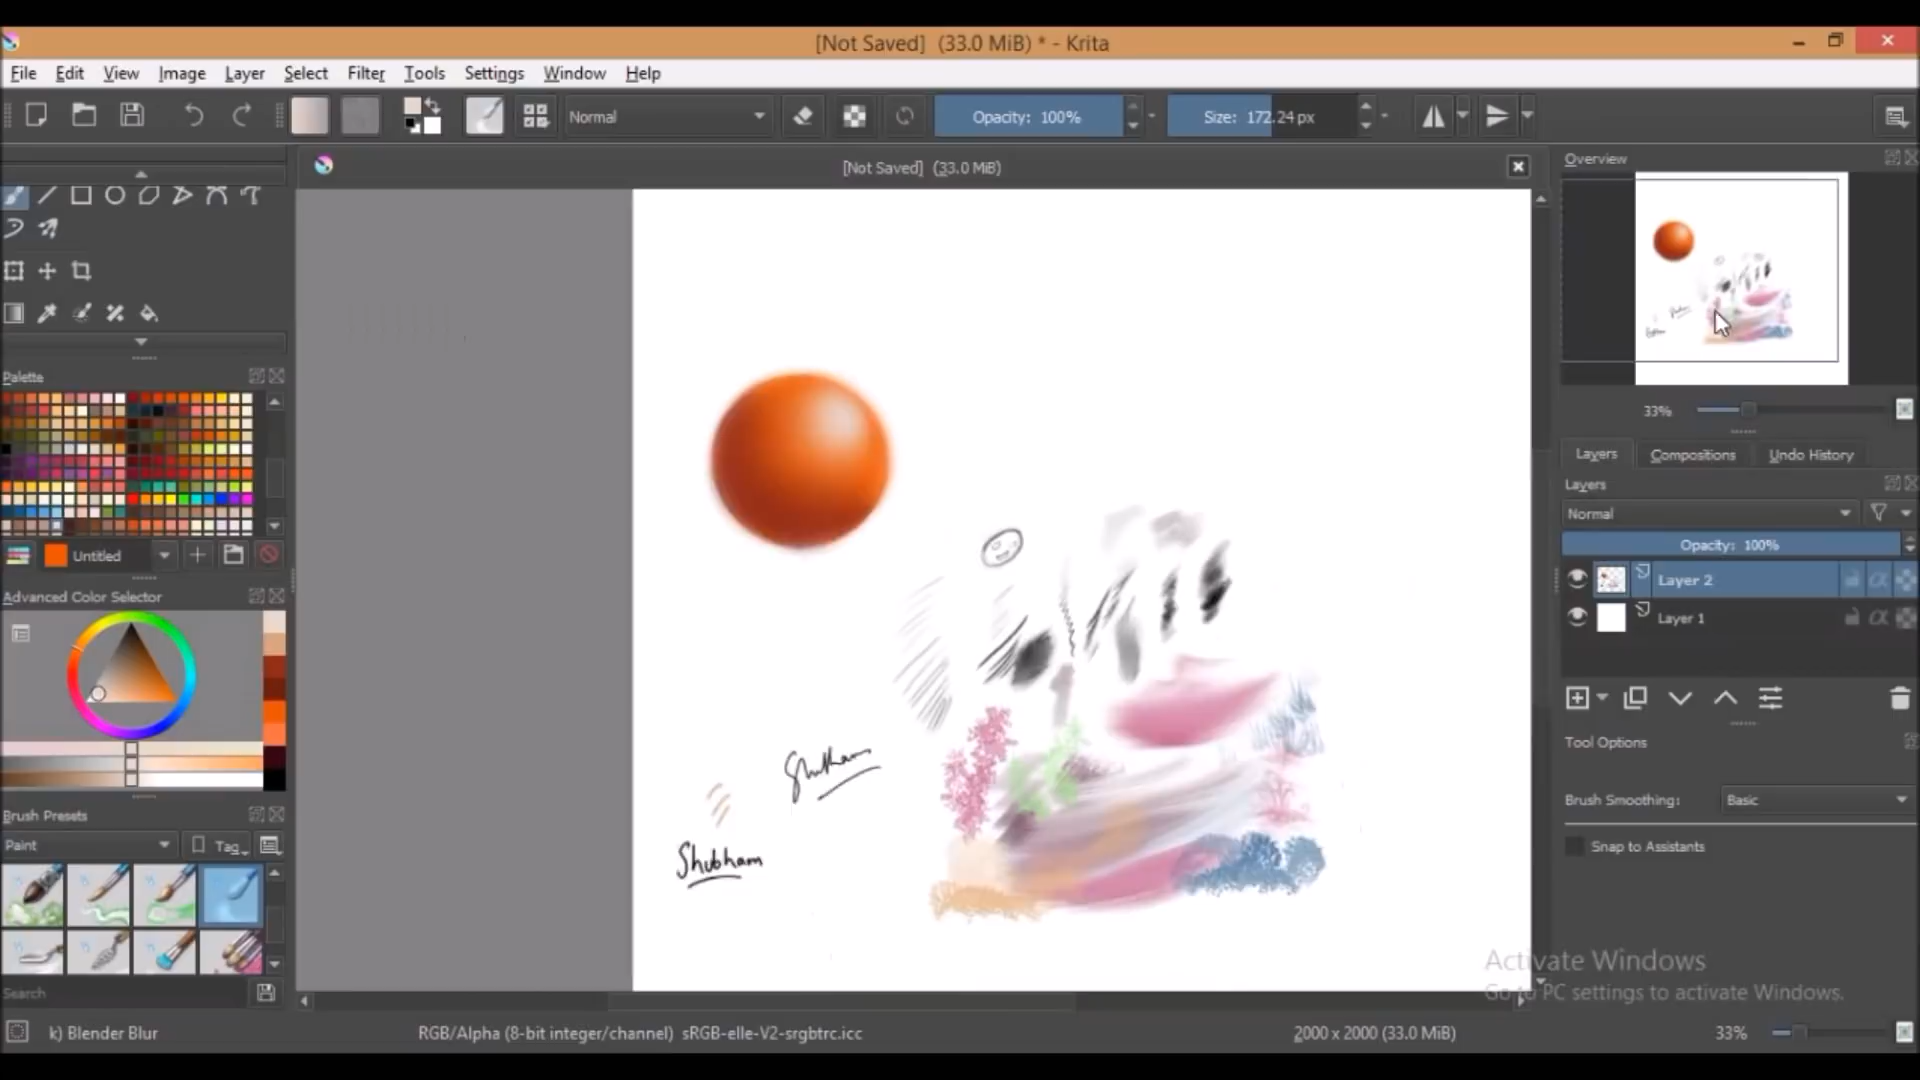 [Not Saved] (33.0 MiB) * - Krita
File Edit View Image Layer Select Filter Tools Settings Window Help
Normal Opacity: 100% Size: 172.24 px
[Not Saved] (33.0 MiB)
Overview
33%
Palette
Untitled
Advanced Color Selector
Brush Presets
Paint Tag
Search
Layers Compositions Undo History
Layers
Normal
Opacity: 100%
Layer 2
Layer 1
Tool Options
Brush Smoothing: Basic
Snap to Assistants
Shubham
Shubham
Activate Windows
Go to PC settings to activate Windows.
k) Blender Blur RGB/Alpha (8-bit integer/channel) sRGB-elle-V2-srgbtrc.icc 2000 x 2000 (33.0 MiB) 33%